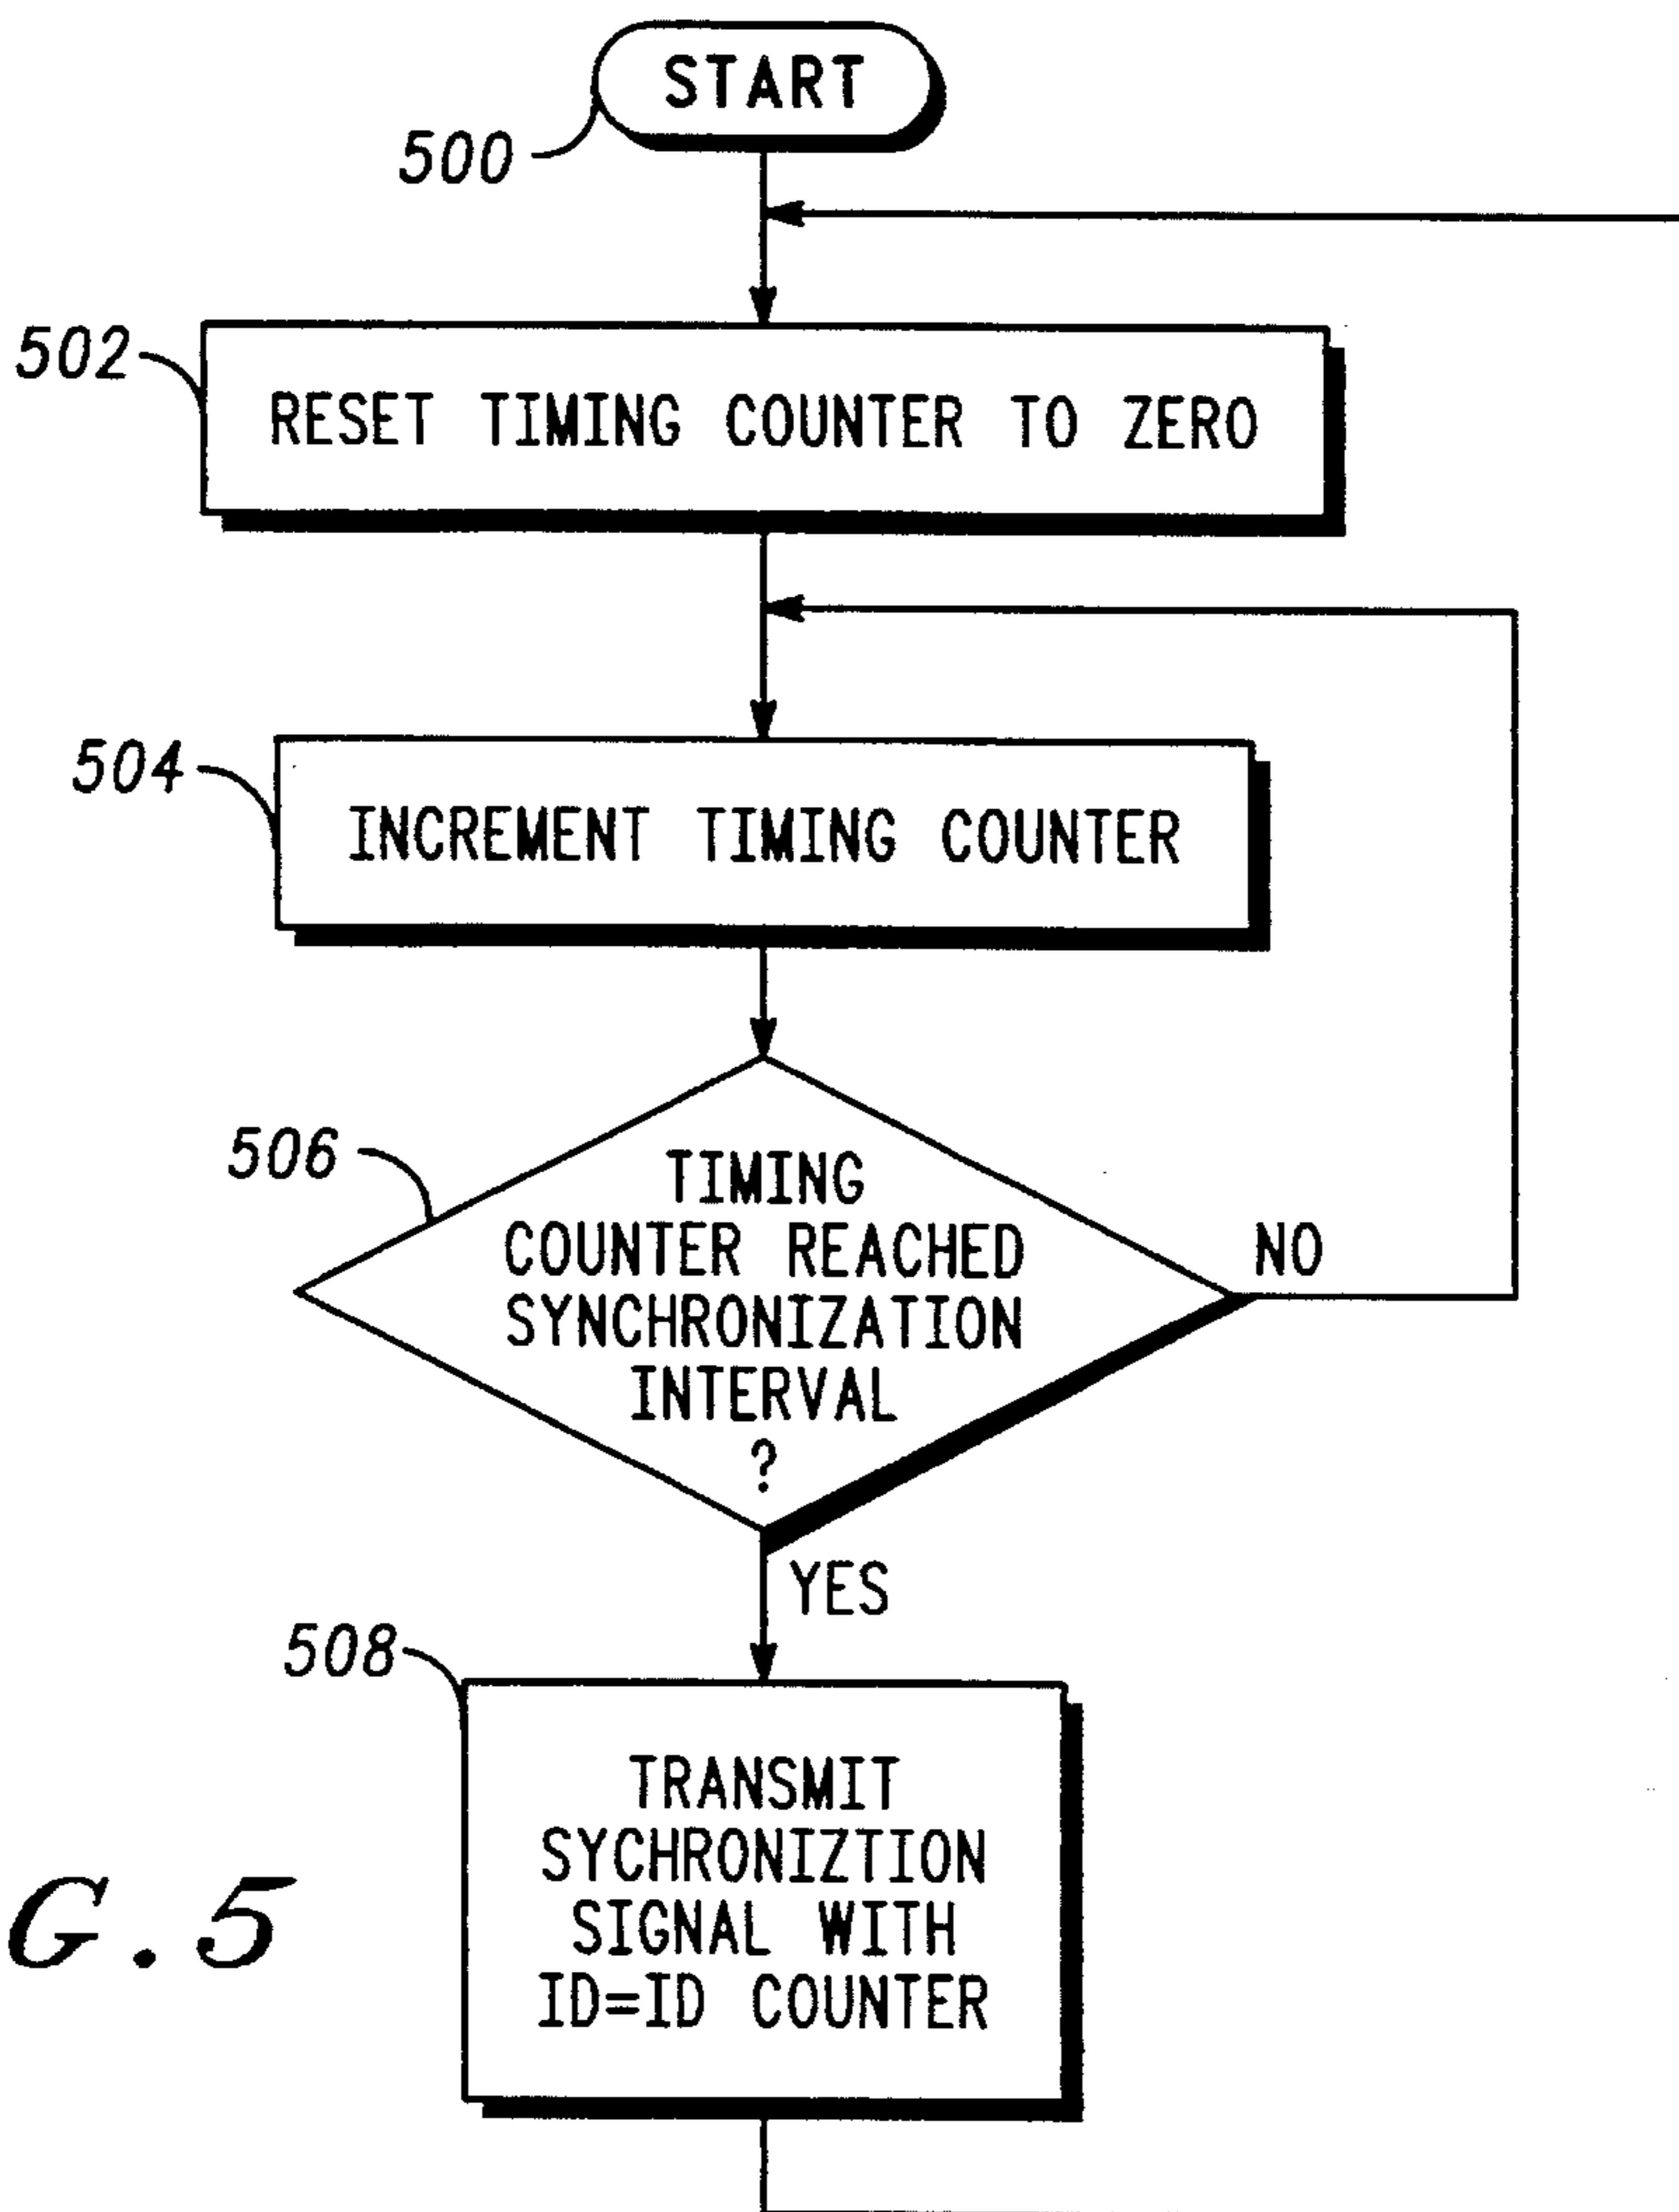 START
500
502
RESET TIMING COUNTER TO ZERO
504
INCREMENT TIMING COUNTER
506
TIMING
COUNTER REACHED
SYNCHRONIZATION
INTERVAL
?
NO
YES
508
TRANSMIT
SYCHRONIZTION
SIGNAL WITH
ID=ID COUNTER
G.5